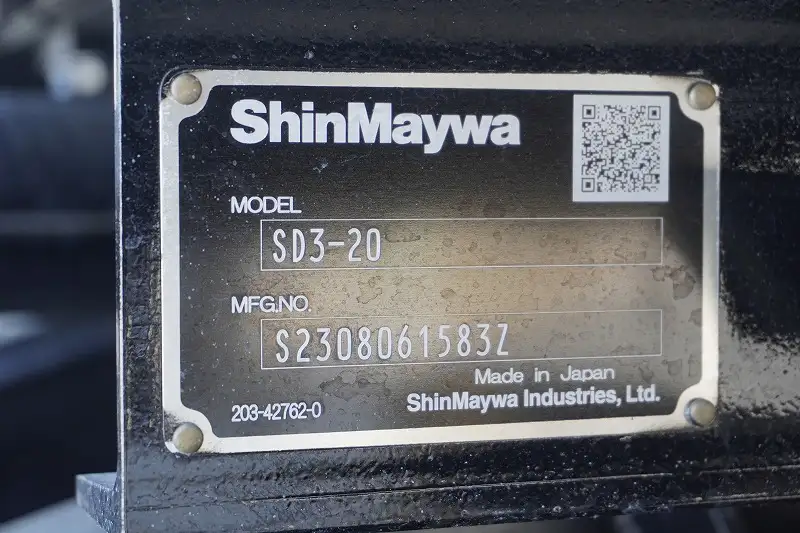 ShinMaywa
MODEL
SD3-20
MFG.NO.
S2308061583Z
Made in Japan
203-42762-0
ShinMaywa Industries, Ltd.